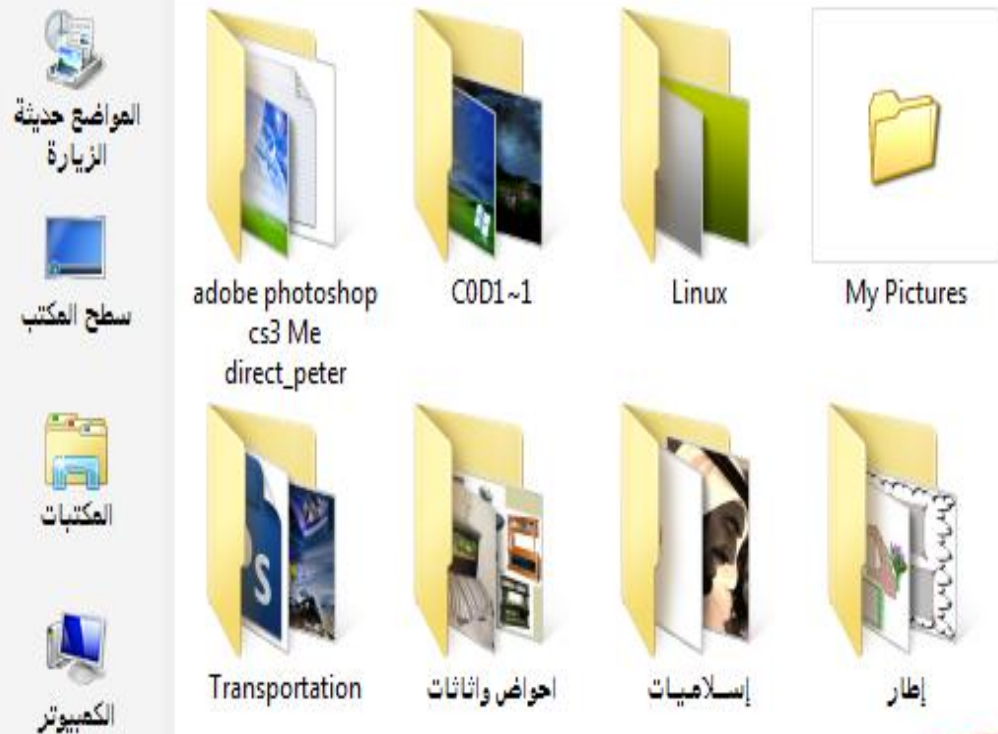 المواضع حديثة
الزيارة
سطح المكتب
المكتبات
الكمبيوتر
adobe photoshop
cs3 Me
direct_peter
C0D1~1
Linux
My Pictures
Transportation
احواض واثاثات
إسلاميات
إطار
S